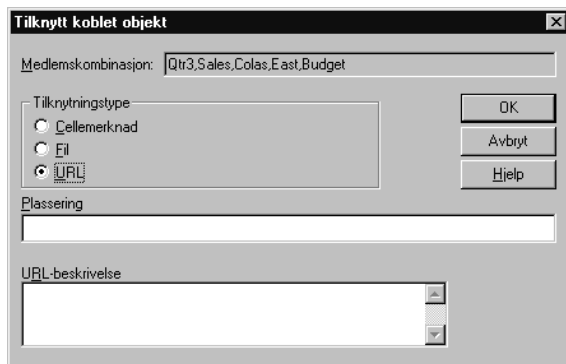 Tilknytt koblet objekt
Medlemskombinasjon: Qtr3,Sales,Colas,East,Budget
Tilknytningstype
Cellemerknad
Fil
URL
OK
Avbryt
Hjelp
Plassering
URL-beskrivelse